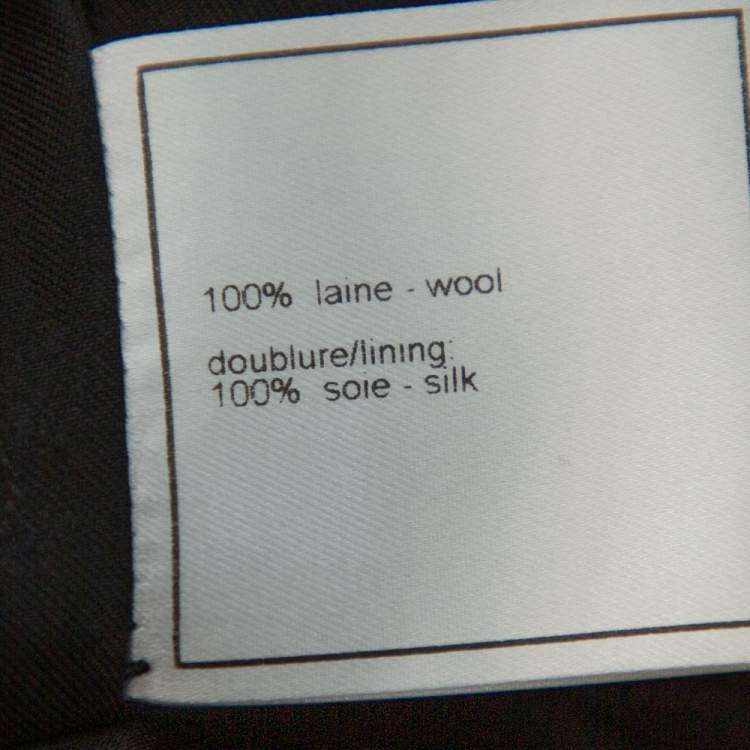 100% laine - wool
doublure/lining:
100% soie - silk